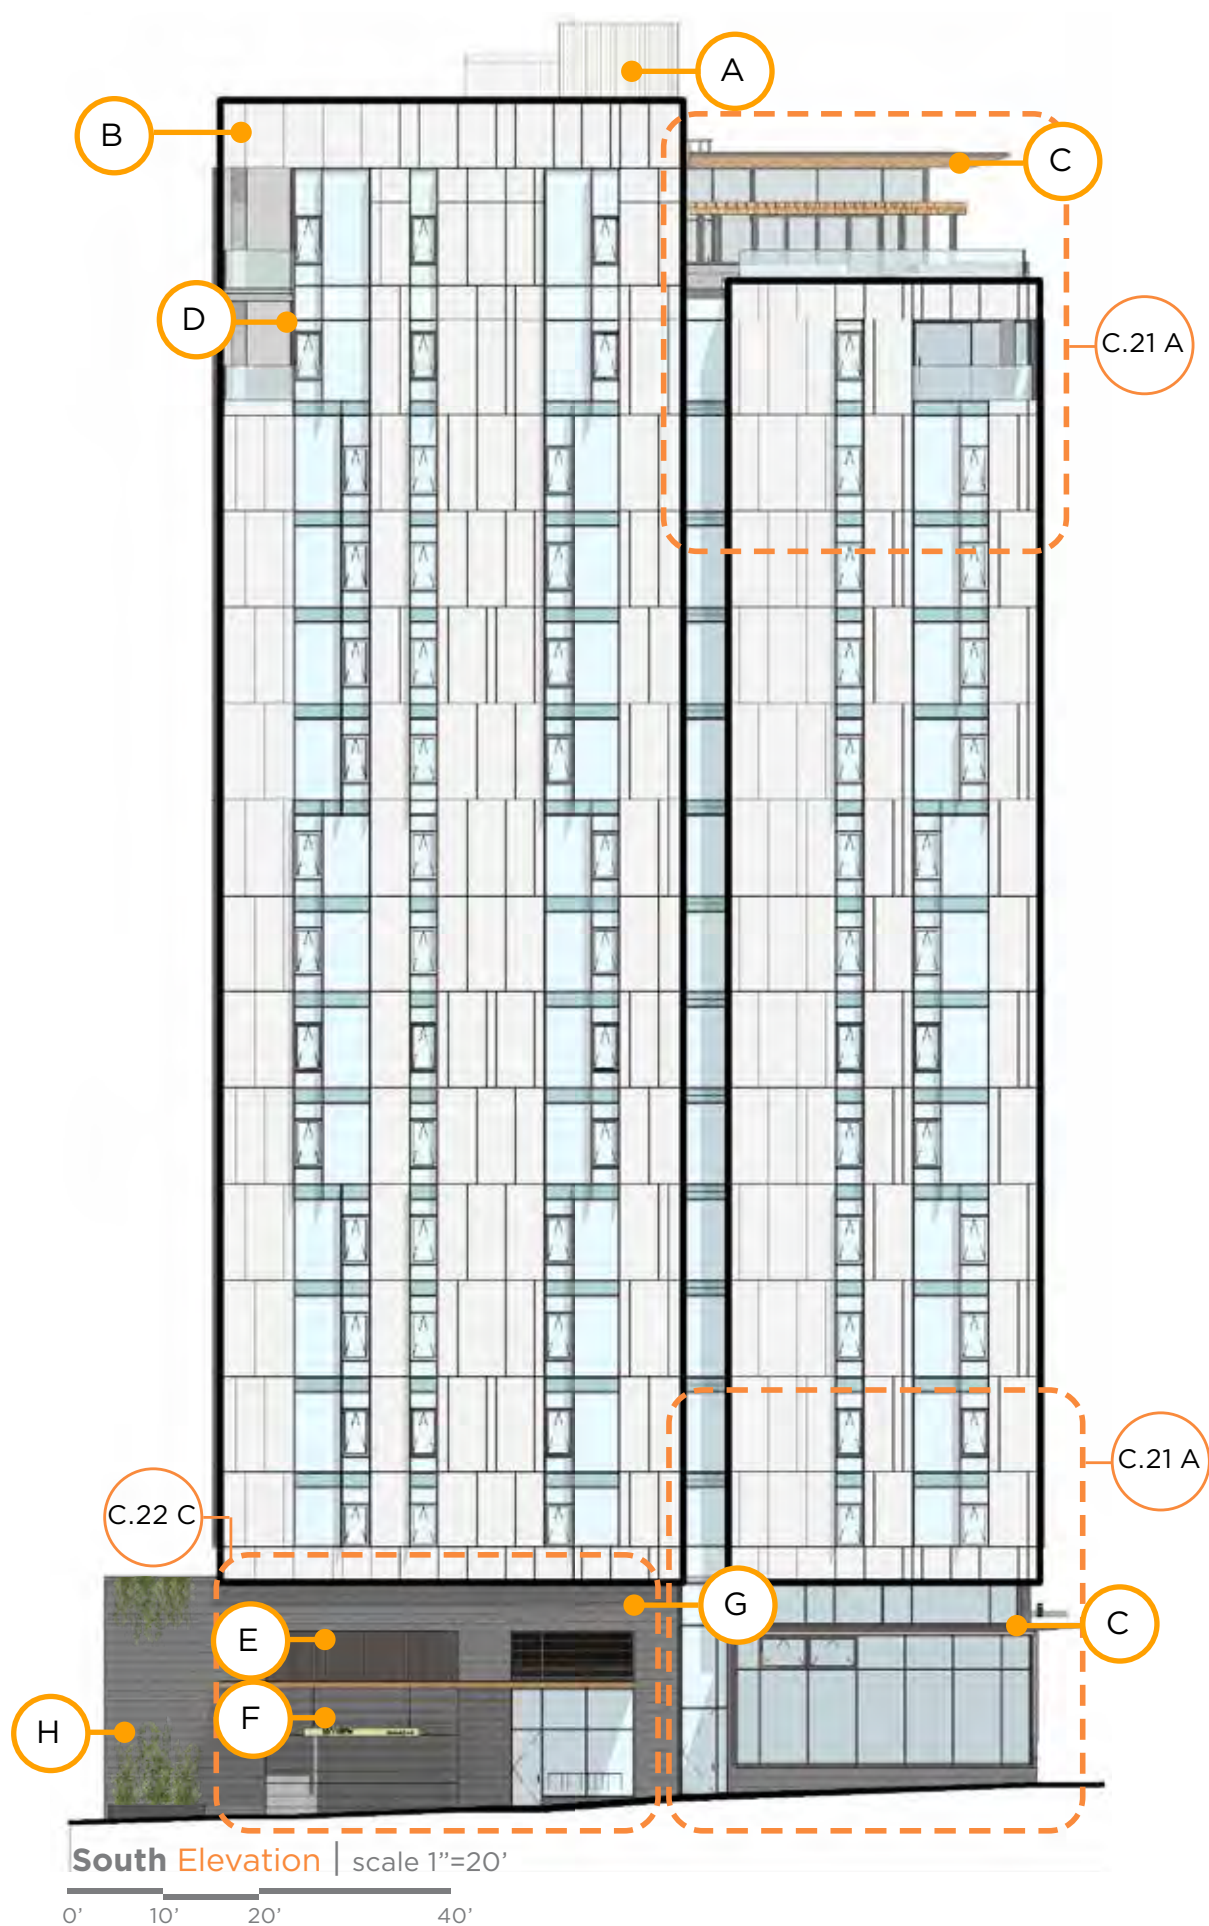 A
B
C
D
C.21 A
C.21 A
C.22 C
G
E
C
F
H
South Elevation | scale 1”=20’
0’ 10’ 20’ 40’